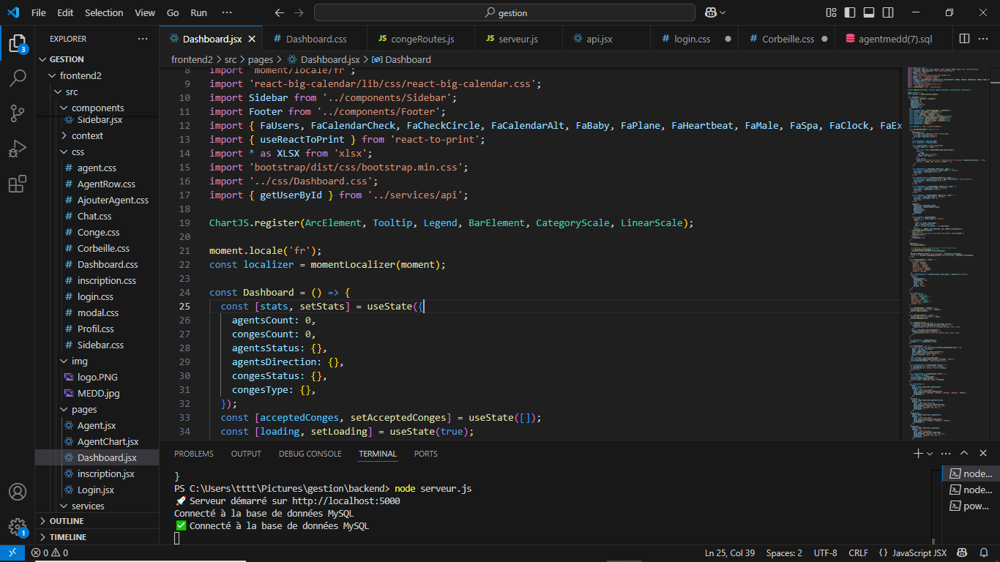 File Edit Selection View Go Run ··· gestion
EXPLORER ···
GESTION
frontend2
src
components
Sidebar.jsx
context
css
# agent.css
# AgentRow.css
# AjouterAgent.css
# Chat.css
# Conge.css
# Corbeille.css
# Dashboard.css
# inscription.css
# login.css
# modal.css
# Profil.css
# Sidebar.css
img
logo.PNG
MEDD.jpg
pages
Agent.jsx
AgentChart.jsx
Dashboard.jsx
inscription.jsx
Login.jsx
services
OUTLINE
TIMELINE
3
1
Dashboard.jsx # Dashboard.css JS congeRoutes.js JS serveur.js api.jsx # login.css # Corbeille.css agentmedd(7).sql ···
frontend2 > src > pages > Dashboard.jsx > Dashboard
8 import 'moment/locale/fr';
9 import 'react-big-calendar/lib/css/react-big-calendar.css';
10 import Sidebar from '../components/Sidebar';
11 import Footer from '../components/Footer';
12 import { FaUsers, FaCalendarCheck, FaCheckCircle, FaCalendarAlt, FaBaby, FaPlane, FaHeartbeat, FaMale, FaSpa, FaClock, FaEx
13 import { useReactToPrint } from 'react-to-print';
14 import * as XLSX from 'xlsx';
15 import 'bootstrap/dist/css/bootstrap.min.css';
16 import '../css/Dashboard.css';
17 import { getUserById } from '../services/api';
18
19 ChartJS.register(ArcElement, Tooltip, Legend, BarElement, CategoryScale, LinearScale);
20
21 moment.locale('fr');
22 const localizer = momentLocalizer(moment);
23
24 const Dashboard = () => {
25 const [stats, setStats] = useState({
26 agentsCount: 0,
27 congesCount: 0,
28 agentsStatus: {},
29 agentsDirection: {},
30 congesStatus: {},
31 congesType: {},
32 });
33 const [acceptedConges, setAcceptedConges] = useState([]);
34 const [loading, setLoading] = useState(true);
PROBLEMS OUTPUT DEBUG CONSOLE TERMINAL PORTS ···
}
PS C:\Users\tttt\Pictures\gestion\backend> node serveur.js
🚀 Serveur démarré sur http://localhost:5000
Connecté à la base de données MySQL
✅ Connecté à la base de données MySQL
node...
node...
pow...
0 0 Ln 25, Col 39 Spaces: 2 UTF-8 CRLF {} JavaScript JSX